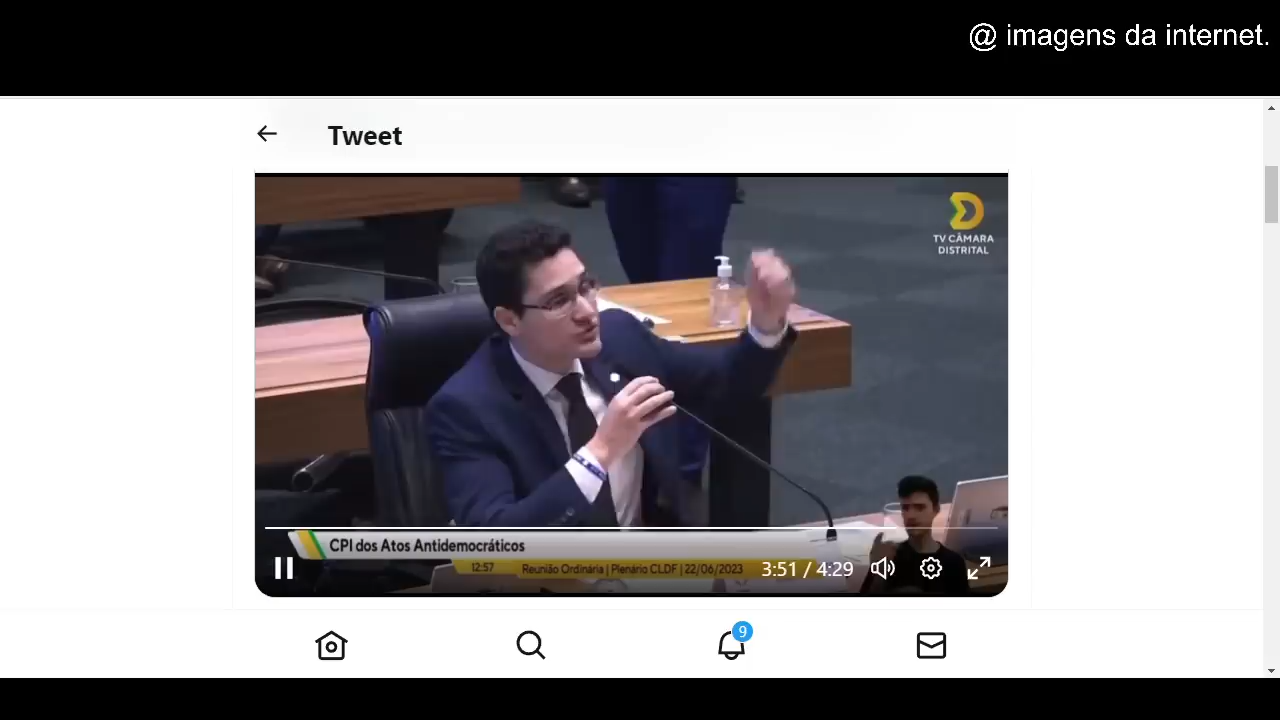 @ imagens da internet.
Tweet
TV CÂMARA
DISTRITAL
CPI dos Atos Antidemocráticos
12:57 Reunião Ordinária | Plenário CLDF | 22/06/2023
3:51 / 4:29
9